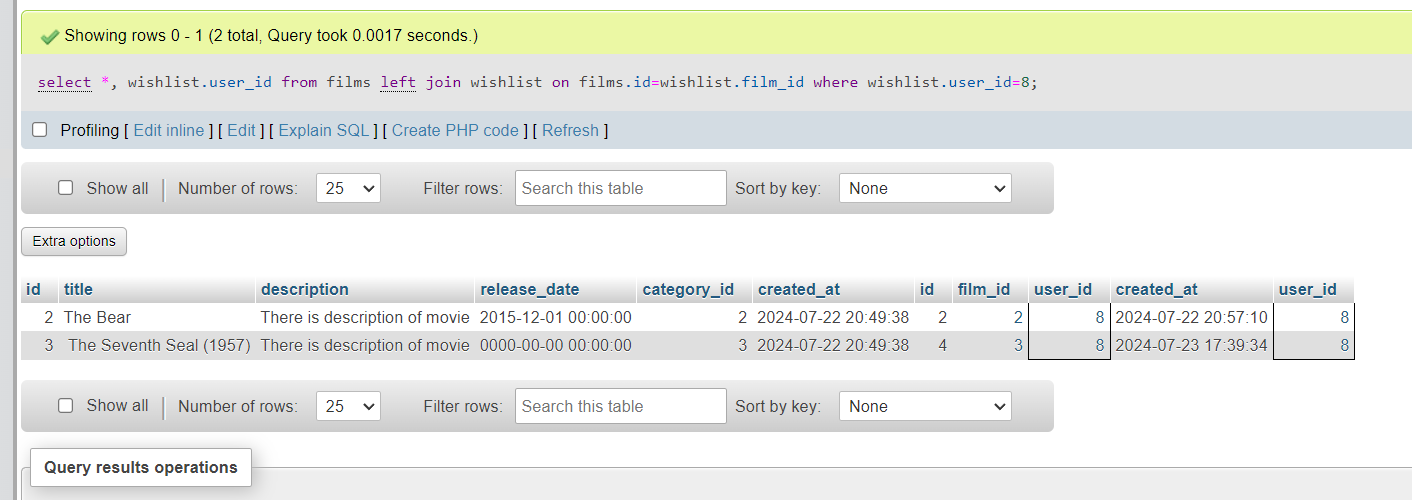 Showing rows 0 - 1 (2 total, Query took 0.0017 seconds.)
select *, wishlist.user_id from films left join wishlist on films.id=wishlist.film_id where wishlist.user_id=8;
Profiling [ Edit inline ] [ Edit ] [ Explain SQL ] [ Create PHP code ] [ Refresh ]
Show all | Number of rows: 25 Filter rows: Search this table Sort by key: None
Extra options
id title description release_date category_id created_at id film_id user_id created_at user_id
2 The Bear There is description of movie 2015-12-01 00:00:00 2 2024-07-22 20:49:38 2 2 8 2024-07-22 20:57:10 8
3 The Seventh Seal (1957) There is description of movie 0000-00-00 00:00:00 3 2024-07-22 20:49:38 4 3 8 2024-07-23 17:39:34 8
Show all | Number of rows: 25 Filter rows: Search this table Sort by key: None
Query results operations